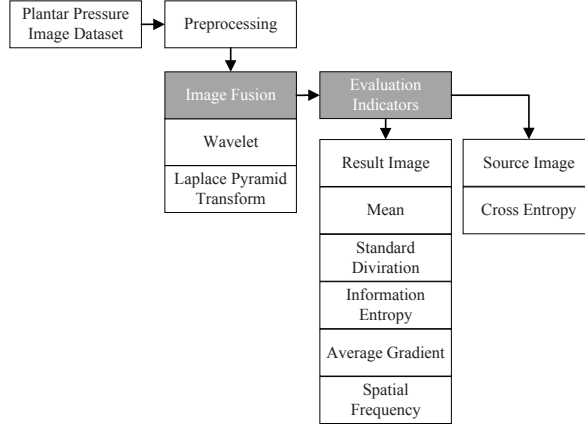 Plantar Pressure
Image Dataset
Preprocessing
Image Fusion
Wavelet
Laplace Pyramid
Transform
Evaluation
Indicators
Result Image
Mean
Standard
Diviration
Information
Entropy
Average Gradient
Spatial
Frequency
Source Image
Cross Entropy